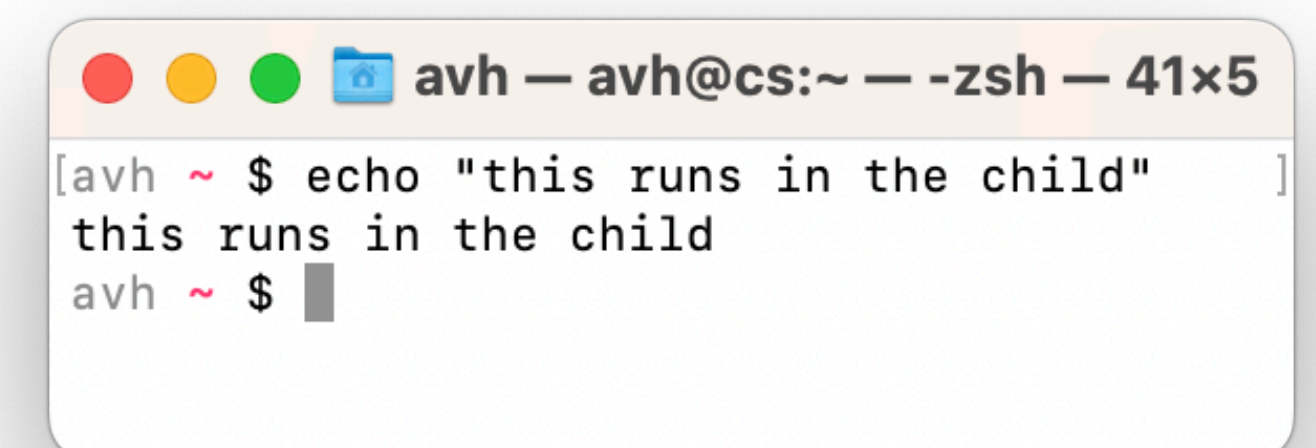 avh — avh@cs:~ — -zsh — 41×5
[avh ~ $ echo "this runs in the child" ]
this runs in the child
avh ~ $